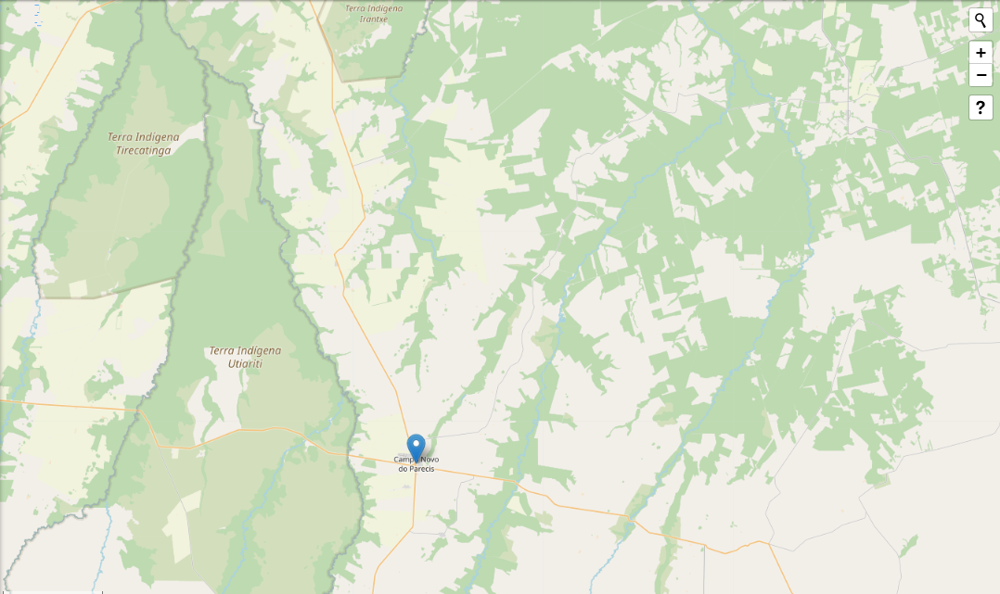 Terra Indígena
Irantxe
+
−
?
Terra Indígena
Tirecatinga
Terra Indígena
Utiariti
Campo Novo
do Parecis